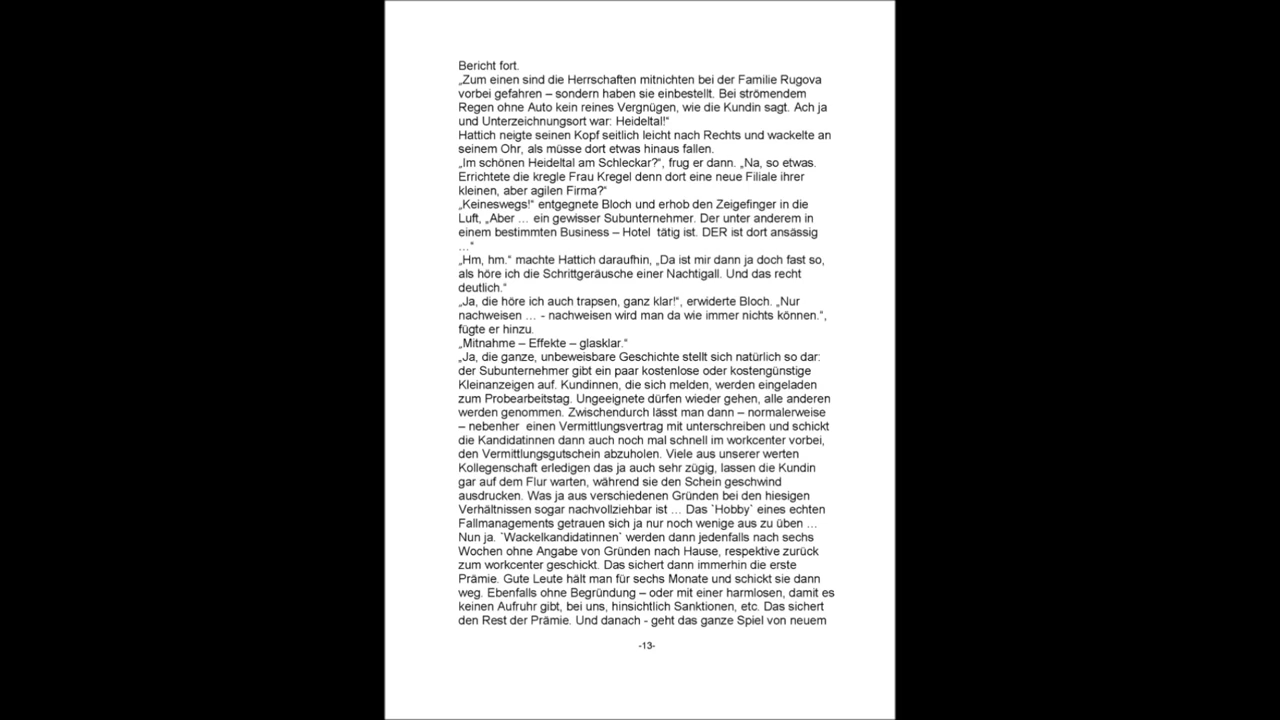 Bericht fort.
„Zum einen sind die Herrschaften mitnichten bei der Familie Rugova
vorbei gefahren – sondern haben sie einbestellt. Bei strömendem
Regen ohne Auto kein reines Vergnügen, wie die Kundin sagt. Ach ja
und Unterzeichnungsort war: Heideltal!“
Hattich neigte seinen Kopf seitlich leicht nach Rechts und wackelte an
seinem Ohr, als müsse dort etwas hinaus fallen.
„Im schönen Heideltal am Schleckar?“, frug er dann. „Na, so etwas.
Errichtete die kregle Frau Kregel denn dort eine neue Filiale ihrer
kleinen, aber agilen Firma?“
„Keineswegs!“ entgegnete Bloch und erhob den Zeigefinger in die
Luft, „Aber … ein gewisser Subunternehmer. Der unter anderem in
einem bestimmten Business – Hotel  tätig ist. DER ist dort ansässig
…“
„Hm, hm.“ machte Hattich daraufhin, „Da ist mir dann ja doch fast so,
als höre ich die Schrittgeräusche einer Nachtigall. Und das recht
deutlich.“
„Ja, die höre ich auch trapsen, ganz klar!“, erwiderte Bloch. „Nur
nachweisen … - nachweisen wird man da wie immer nichts können.“,
fügte er hinzu.
„Mitnahme – Effekte – glasklar.“
„Ja, die ganze, unbeweisbare Geschichte stellt sich natürlich so dar:
der Subunternehmer gibt ein paar kostenlose oder kostengünstige
Kleinanzeigen auf. Kundinnen, die sich melden, werden eingeladen
zum Probearbeitstag. Ungeeignete dürfen wieder gehen, alle anderen
werden genommen. Zwischendurch lässt man dann – normalerweise
– nebenher  einen Vermittlungsvertrag mit unterschreiben und schickt
die Kandidatinnen dann auch noch mal schnell im workcenter vorbei,
den Vermittlungsgutschein abzuholen. Viele aus unserer werten
Kollegenschaft erledigen das ja auch sehr zügig, lassen die Kundin
gar auf dem Flur warten, während sie den Schein geschwind
ausdrucken. Was ja aus verschiedenen Gründen bei den hiesigen
Verhältnissen sogar nachvollziehbar ist … Das `Hobby` eines echten
Fallmanagements getrauen sich ja nur noch wenige aus zu üben …
Nun ja. `Wackelkandidatinnen` werden dann jedenfalls nach sechs
Wochen ohne Angabe von Gründen nach Hause, respektive zurück
zum workcenter geschickt. Das sichert dann immerhin die erste
Prämie. Gute Leute hält man für sechs Monate und schickt sie dann
weg. Ebenfalls ohne Begründung – oder mit einer harmlosen, damit es
keinen Aufruhr gibt, bei uns, hinsichtlich Sanktionen, etc. Das sichert
den Rest der Prämie. Und danach - geht das ganze Spiel von neuem
-13-